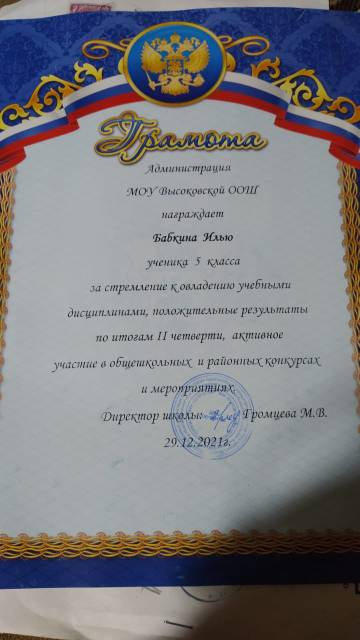 Грамота
Администрация
МОУ Высоковской ООШ
награждает
Бабкина Илью
ученика 5 класса
за стремление к овладению учебными
дисциплинами, положительные результаты
по итогам II четверти, активное
участие в общешкольных и районных конкурсах
и мероприятиях.
Директор школы: Громцева М.В.
29.12.2021г.